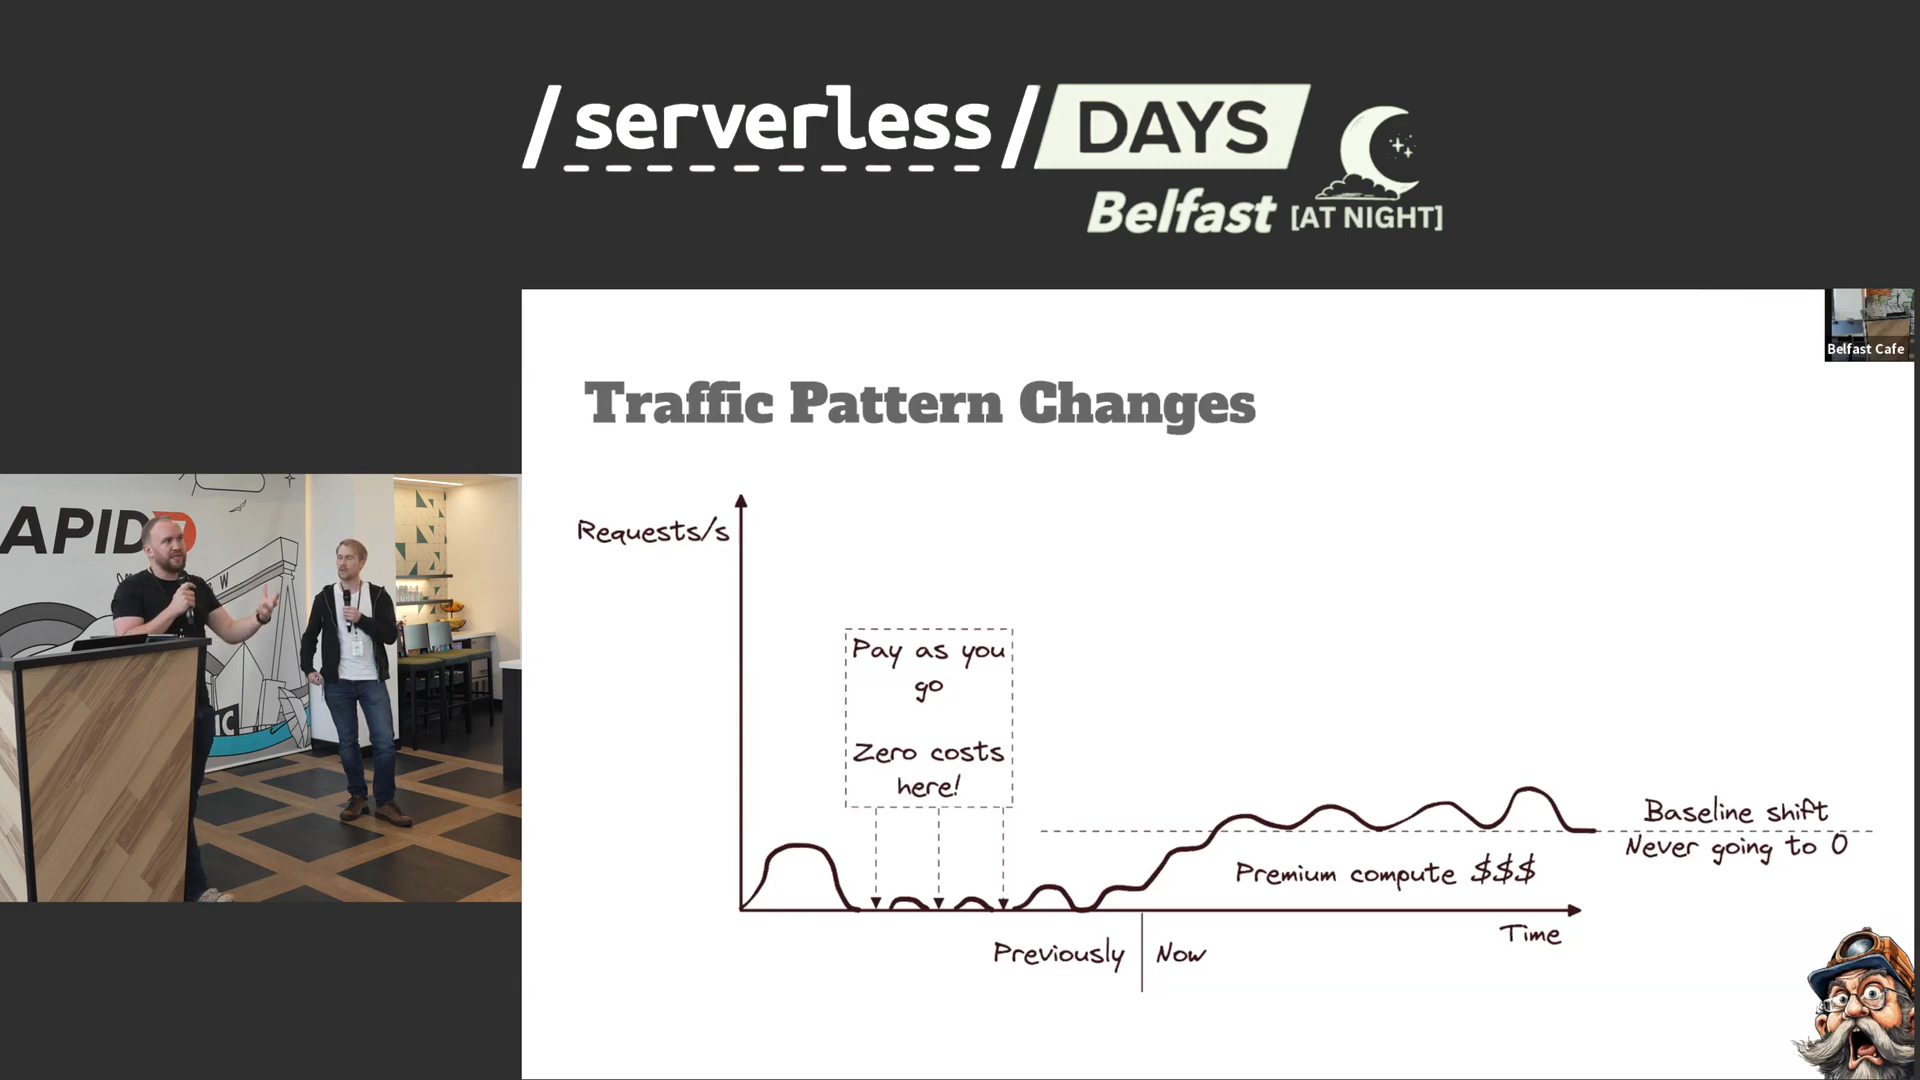 /serverless/DAYS
Belfast [AT NIGHT]
Belfast Cafe
Traffic Pattern Changes
Requests/s
Pay as you
go
Zero costs
here!
Baseline shift
Never going to 0
Premium compute $$$
Time
Previously
Now
APID